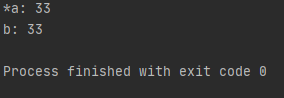 *a: 33
b: 33
Process finished with exit code 0